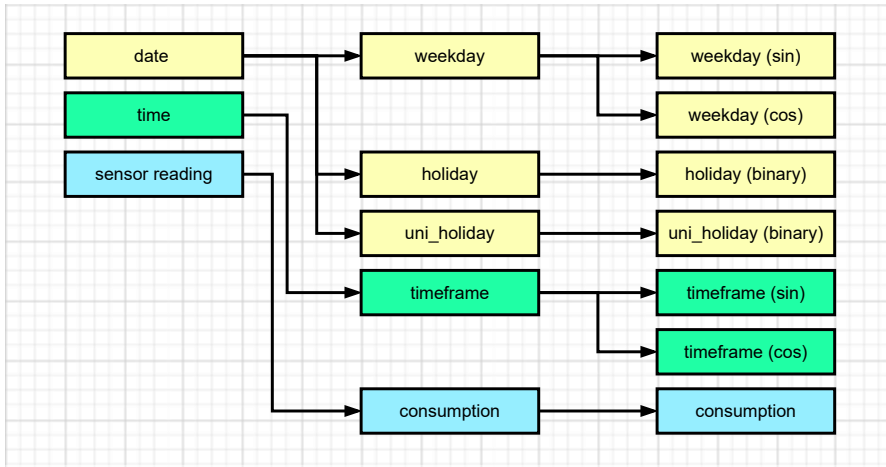 date
weekday
weekday (sin)
time
weekday (cos)
sensor reading
holiday
holiday (binary)
uni_holiday
uni_holiday (binary)
timeframe
timeframe (sin)
timeframe (cos)
consumption
consumption